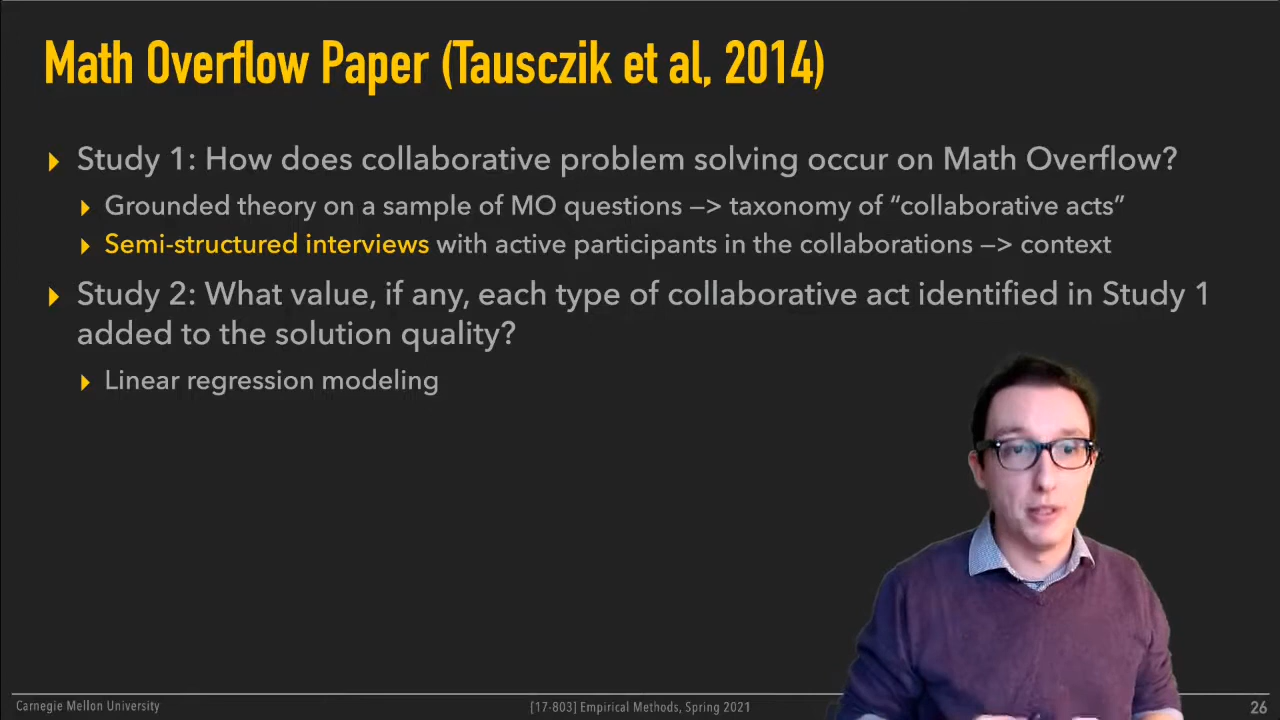 Math Overflow Paper (Tausczik et al, 2014)
Study 1: How does collaborative problem solving occur on Math Overflow?
Grounded theory on a sample of MO questions —> taxonomy of “collaborative acts”
Semi-structured interviews with active participants in the collaborations —> context
Study 2: What value, if any, each type of collaborative act identified in Study 1
added to the solution quality?
Linear regression modeling
Carnegie Mellon University
[17-803] Empirical Methods, Spring 2021
26